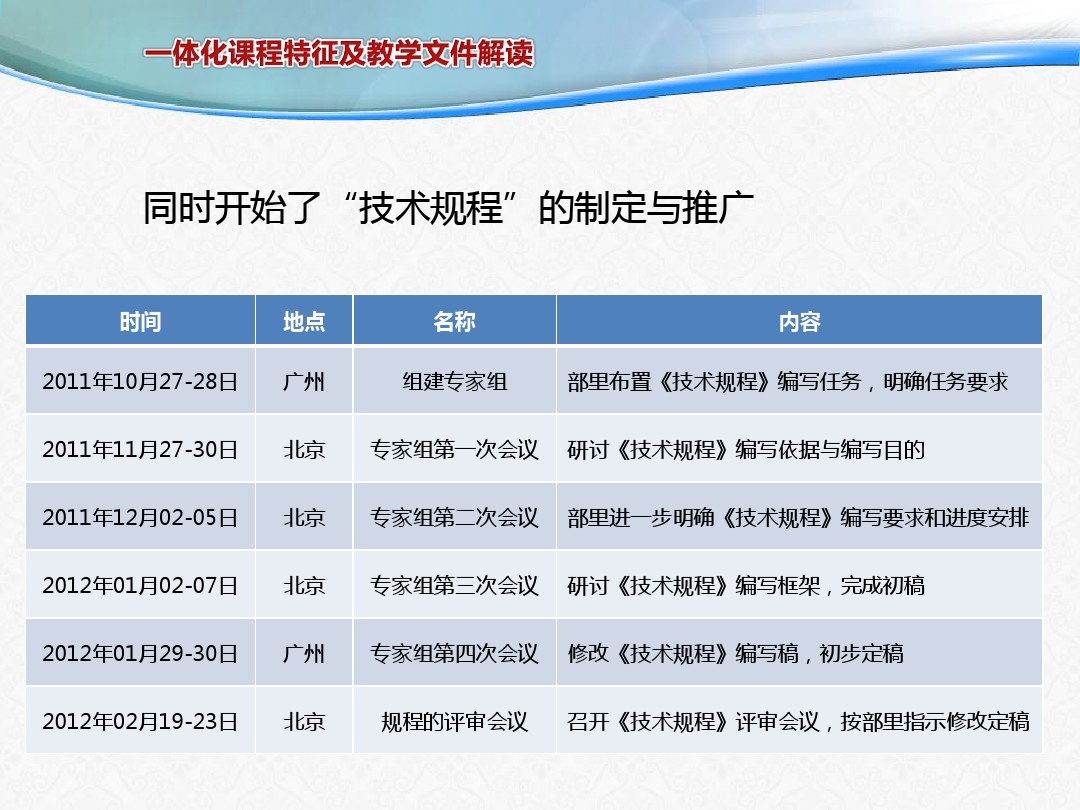 一体化课程特征及教学文件解读
同时开始了“技术规程”的制定与推广
时间 地点 名称 内容
2011年10月27-28日 广州 组建专家组 部里布置《技术规程》编写任务，明确任务要求
2011年11月27-30日 北京 专家组第一次会议 研讨《技术规程》编写依据与编写目的
2011年12月02-05日 北京 专家组第二次会议 部里进一步明确《技术规程》编写要求和进度安排
2012年01月02-07日 北京 专家组第三次会议 研讨《技术规程》编写框架，完成初稿
2012年01月29-30日 广州 专家组第四次会议 修改《技术规程》编写稿，初步定稿
2012年02月19-23日 北京 规程的评审会议 召开《技术规程》评审会议，按部里指示修改定稿